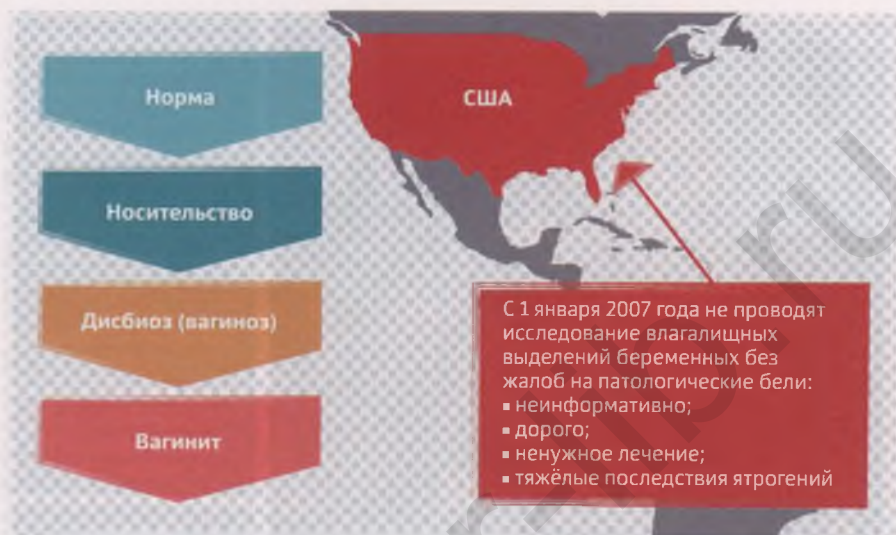 Норма
Носительство
Дисбиоз (вагиноз)
Вагинит
США
С 1 января 2007 года не проводят
исследование влагалищных
выделений беременных без
жалоб на патологические бели:
▪ неинформативно;
▪ дорого;
▪ ненужное лечение;
▪ тяжёлые последствия ятрогений